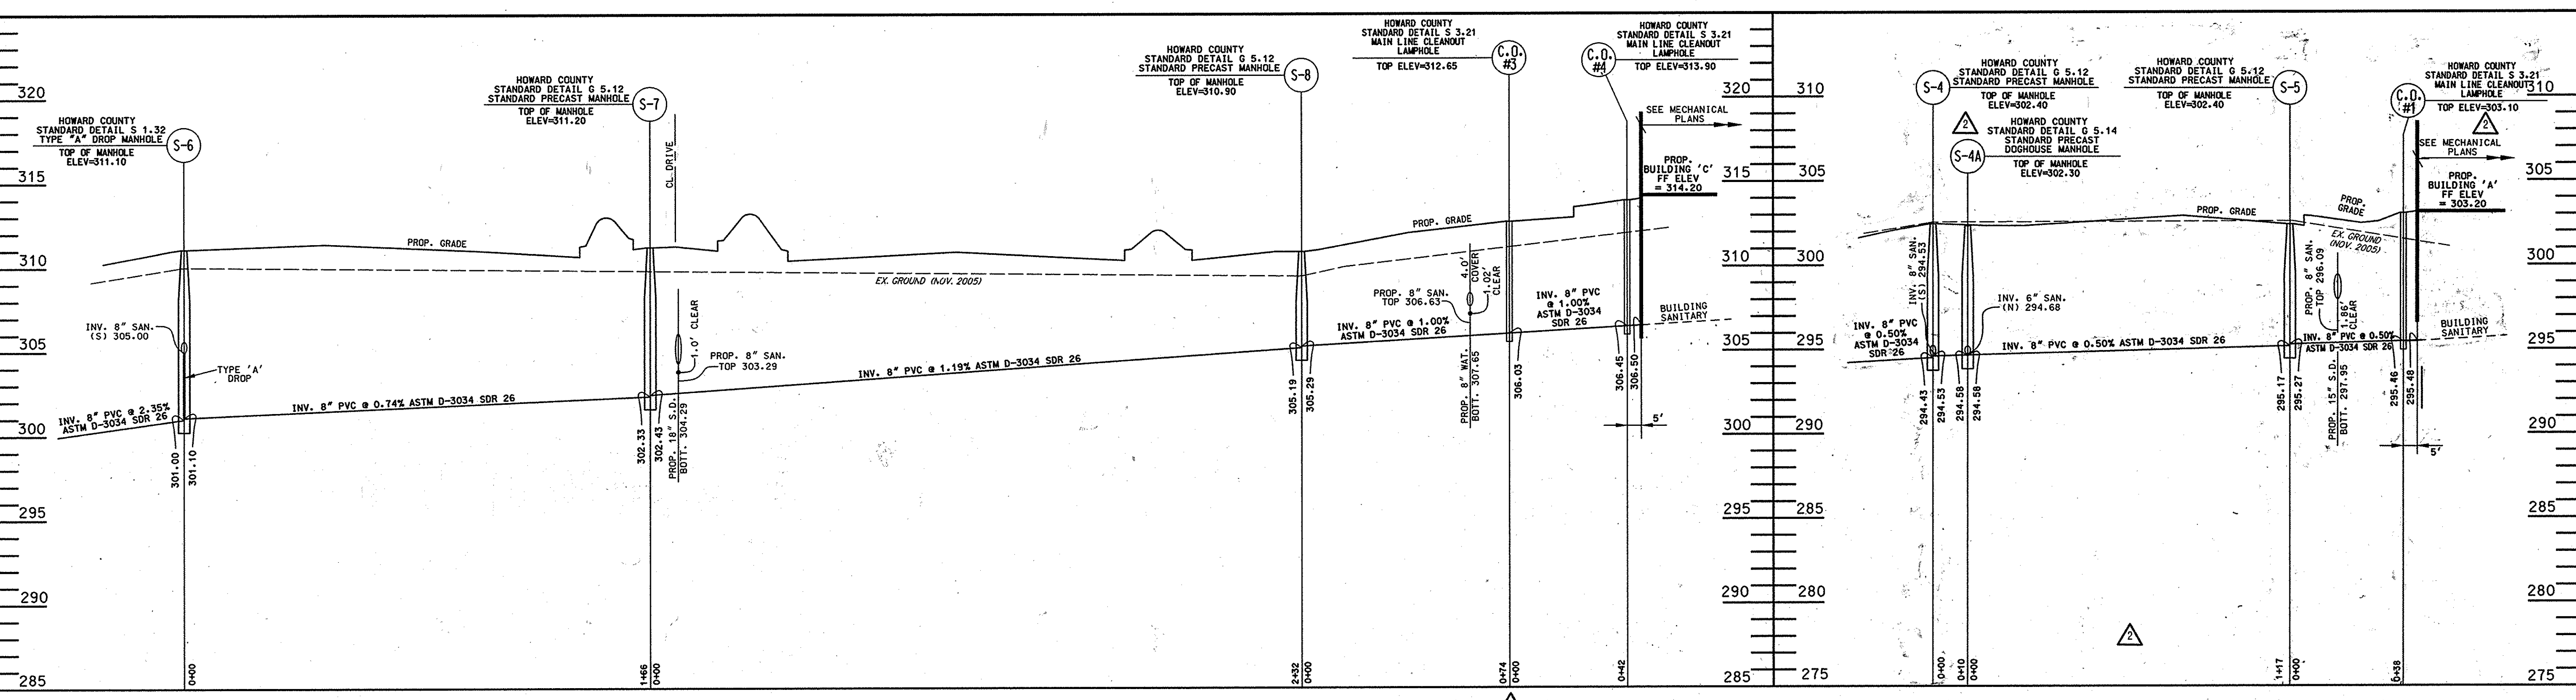 HOWARD COUNTY
STANDARD DETAIL S 1.32
TYPE "A" DROP MANHOLE
TOP OF MANHOLE
ELEV=311.10
S-6
HOWARD COUNTY
STANDARD DETAIL G 5.12
STANDARD PRECAST MANHOLE
TOP OF MANHOLE
ELEV=311.20
S-7
CL DRIVE
HOWARD COUNTY
STANDARD DETAIL G 5.12
STANDARD PRECAST MANHOLE
TOP OF MANHOLE
ELEV=310.90
S-8
HOWARD COUNTY
STANDARD DETAIL S 3.21
MAIN LINE CLEANOUT
LAMPHOLE
TOP ELEV=312.65
C.O.
#3
HOWARD COUNTY
STANDARD DETAIL S 3.21
MAIN LINE CLEANOUT
LAMPHOLE
TOP ELEV=313.90
C.O.
#4
SEE MECHANICAL
PLANS
PROP.
BUILDING 'C'
FF ELEV
= 314.20
320
315
310
305
300
295
290
285
PROP. GRADE
EX. GROUND (NOV. 2005)
PROP. GRADE
INV. 8" SAN.
(S) 305.00
TYPE 'A'
DROP
INV. 8" PVC @ 2.35%
ASTM D-3034 SDR 26
INV. 8" PVC @ 0.74% ASTM D-3034 SDR 26
1.0' CLEAR
PROP. 8" SAN.
TOP 303.29
PROP. 18" S.D.
BOTT. 304.29
INV. 8" PVC @ 1.19% ASTM D-3034 SDR 26
INV. 8" PVC @ 1.00%
ASTM D-3034 SDR 26
PROP. 8" SAN.
TOP 306.63
4.0'
COVER
1.02'
CLEAR
PROP. 8" WAT.
BOTT. 307.65
INV. 8" PVC
@ 1.00%
ASTM D-3034
SDR 26
BUILDING
SANITARY
301.00
301.10
302.33
302.43
305.19
305.29
306.03
306.45
306.50
5'
0+00
1+66
0+00
2+32
0+00
0+74
0+00
0+42
320
315
310
305
300
295
290
285
310
305
300
295
290
285
280
275
S-4
HOWARD COUNTY
STANDARD DETAIL G 5.12
STANDARD PRECAST MANHOLE
TOP OF MANHOLE
ELEV=302.40
2
S-4A
HOWARD COUNTY
STANDARD DETAIL G 5.14
STANDARD PRECAST
DOGHOUSE MANHOLE
TOP OF MANHOLE
ELEV=302.30
HOWARD COUNTY
STANDARD DETAIL G 5.12
STANDARD PRECAST MANHOLE
TOP OF MANHOLE
ELEV=302.40
S-5
HOWARD COUNTY
STANDARD DETAIL S 3.21
MAIN LINE CLEANOUT
LAMPHOLE
TOP ELEV=303.10
C.O.
#1
2
SEE MECHANICAL
PLANS
PROP.
BUILDING 'A'
FF ELEV
= 303.20
PROP. GRADE
PROP.
GRADE
EX. GROUND
(NOV. 2005)
INV. 8" SAN.
(S) 294.53
INV. 6" SAN.
(N) 294.68
INV. 8" PVC
@ 0.50%
ASTM D-3034
SDR 26
INV. 8" PVC @ 0.50% ASTM D-3034 SDR 26
PROP. 8" SAN.
TOP 296.09
1.86'
CLEAR
INV. 8" PVC @ 0.50%
ASTM D-3034 SDR 26
PROP. 15" S.D.
BOTT. 297.95
BUILDING
SANITARY
294.43
294.53
294.58
294.58
295.17
295.27
295.46
295.48
5'
2
0+00
0+10
0+00
1+17
0+00
0+38
310
305
300
295
290
285
280
275